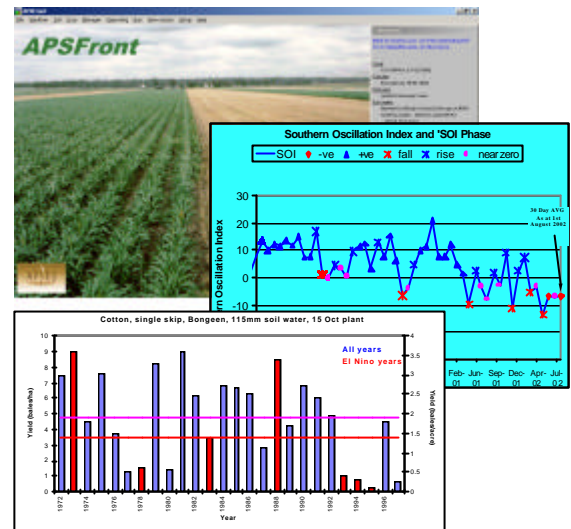 APSFront
Southern Oscillation Index and 'SOI Phase
SOI -ve +ve fall rise near zero
30 Day AVG
As at 1st
August 2002
Oscillation Index
30
20
10
0
-10
Feb-01 Jun-01 Sep-01 Dec-01 Apr-02 Jul-02
Cotton, single skip, Bongeen, 115mm soil water, 15 Oct plant
All years
El Nino years
Yield (bales/ha)
10
9
8
7
6
5
4
3
2
1
0
Yield (bales/acre)
4
3.5
3
2.5
2
1.5
1
0.5
0
1972 1974 1976 1978 1980 1982 1984 1986 1988 1990 1992 1994 1996
Year